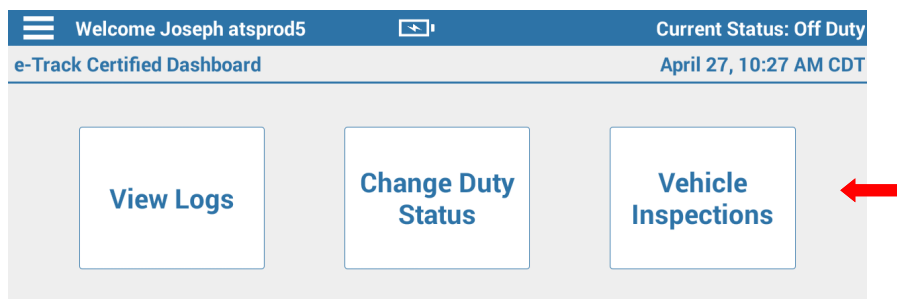 Welcome Joseph atsprod5
Current Status: Off Duty
e-Track Certified Dashboard
April 27, 10:27 AM CDT
View Logs
Change Duty
Status
Vehicle
Inspections